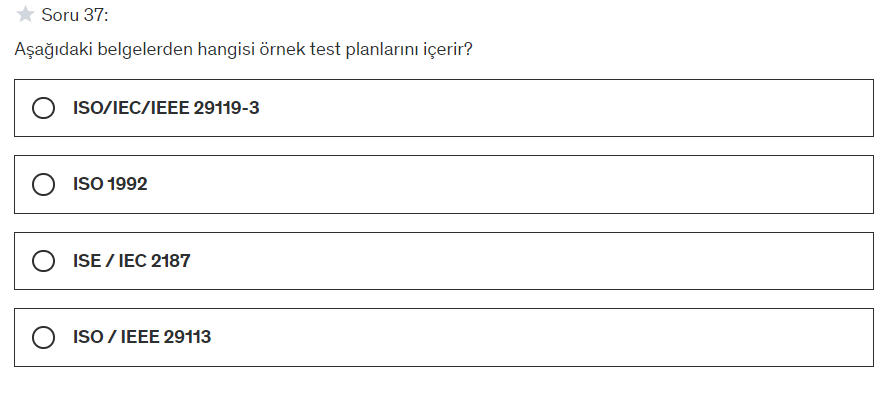 Soru 37:
Aşağıdaki belgelerden hangisi örnek test planlarını içerir?
ISO/IEC/IEEE 29119-3
ISO 1992
ISE / IEC 2187
ISO / IEEE 29113